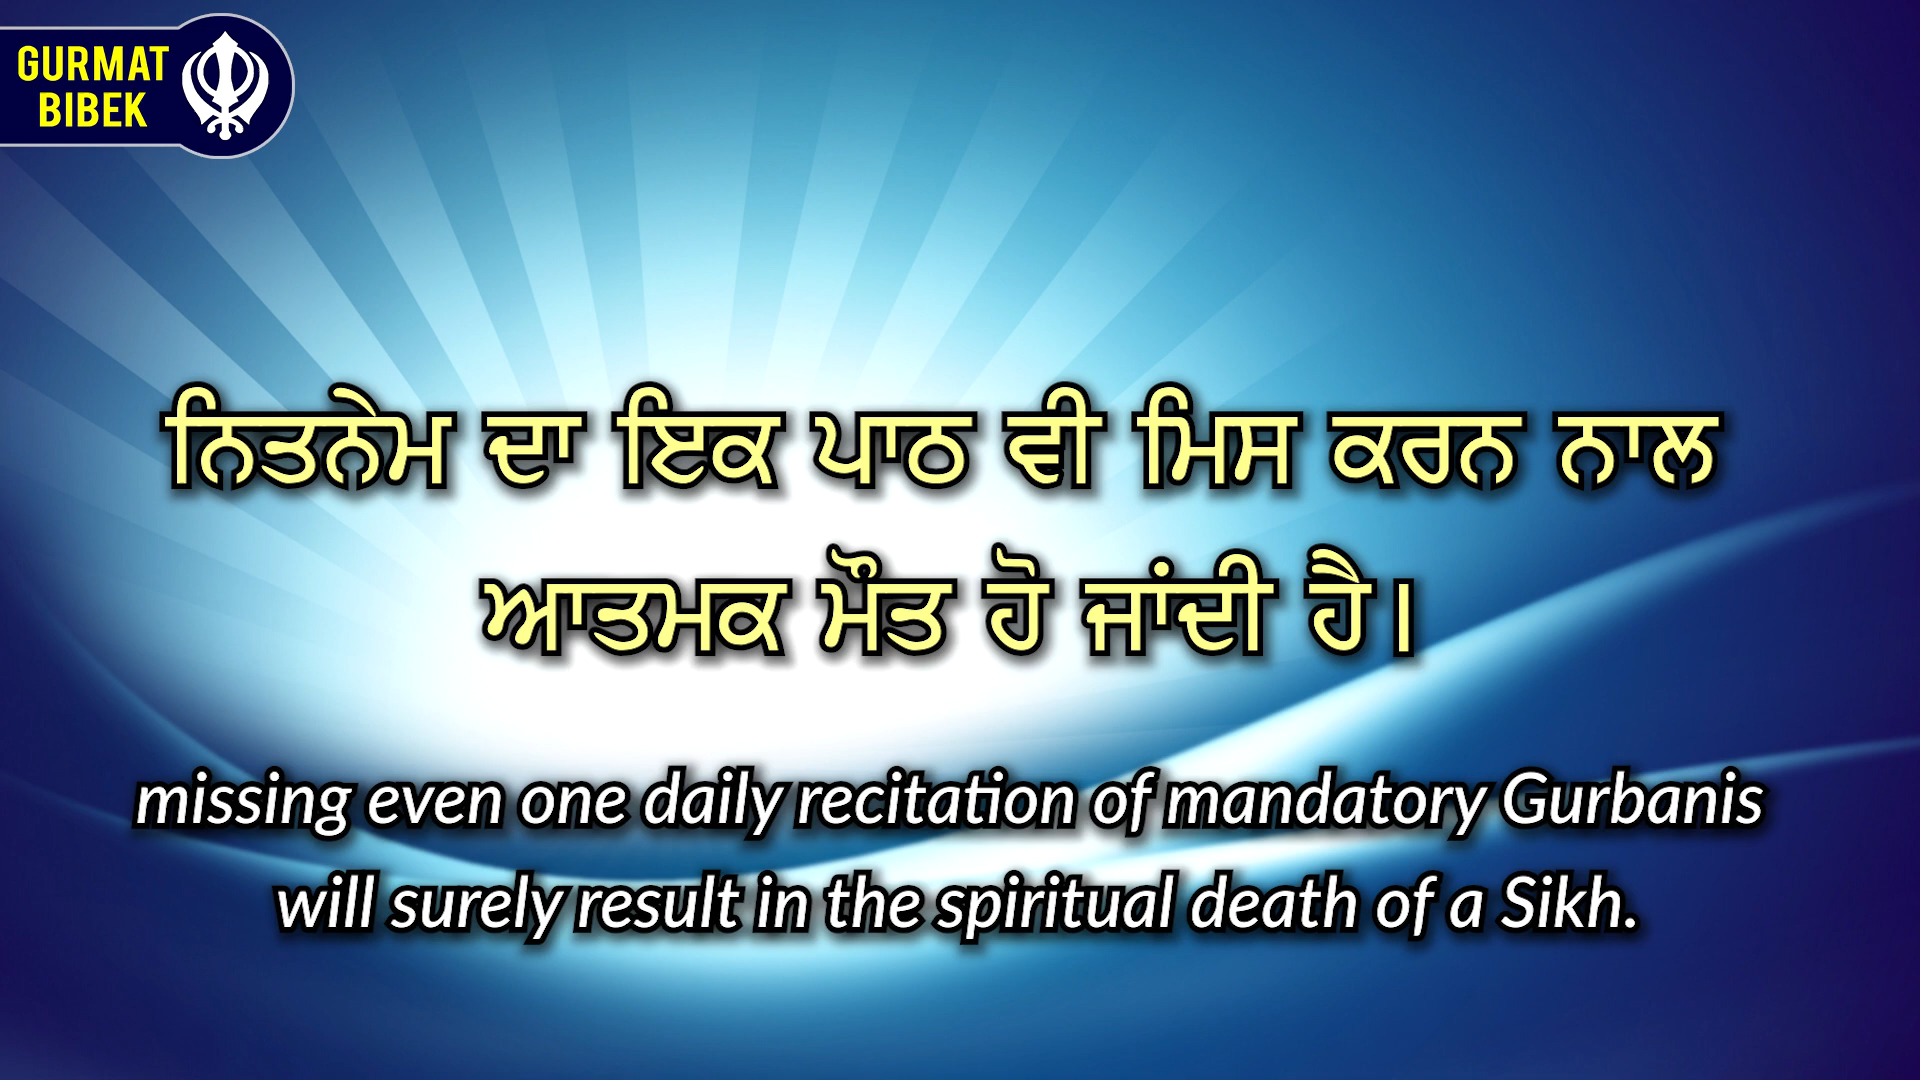 GURMAT
BIBEK
ਨਿਤਨੇਮ ਦਾ ਇਕ ਪਾਠ ਵੀ ਮਿਸ ਕਰਨ ਨਾਲ
ਆਤਮਕ ਮੌਤ ਹੋ ਜਾਂਦੀ ਹੈ।
missing even one daily recitation of mandatory Gurbanis
will surely result in the spiritual death of a Sikh.